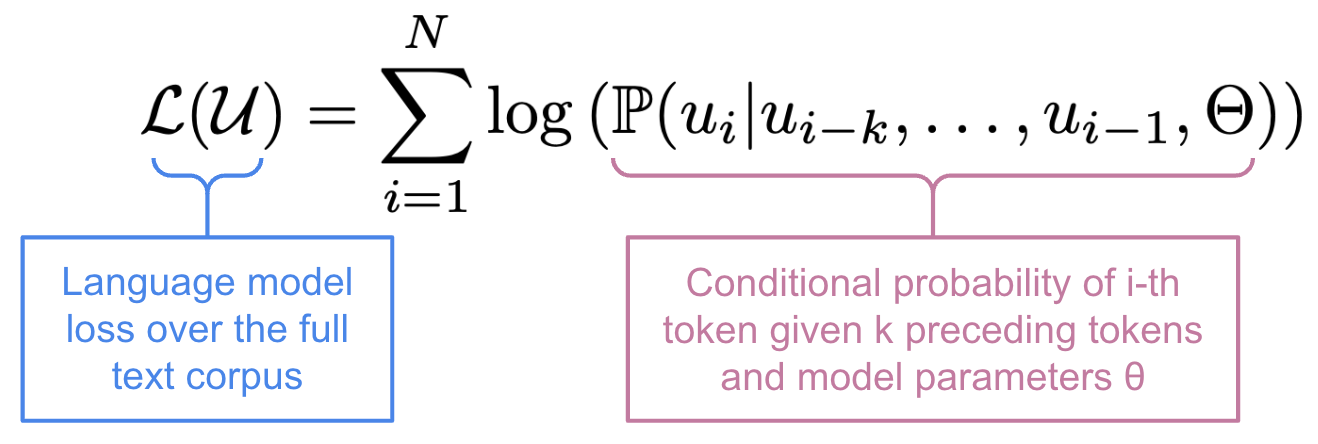 ℒ(𝒰) = ∑_{i=1}^{N} log (ℙ(u_i|u_{i−k}, . . . , u_{i−1}, Θ))
Language model
loss over the full
text corpus
Conditional probability of i-th
token given k preceding tokens
and model parameters θ